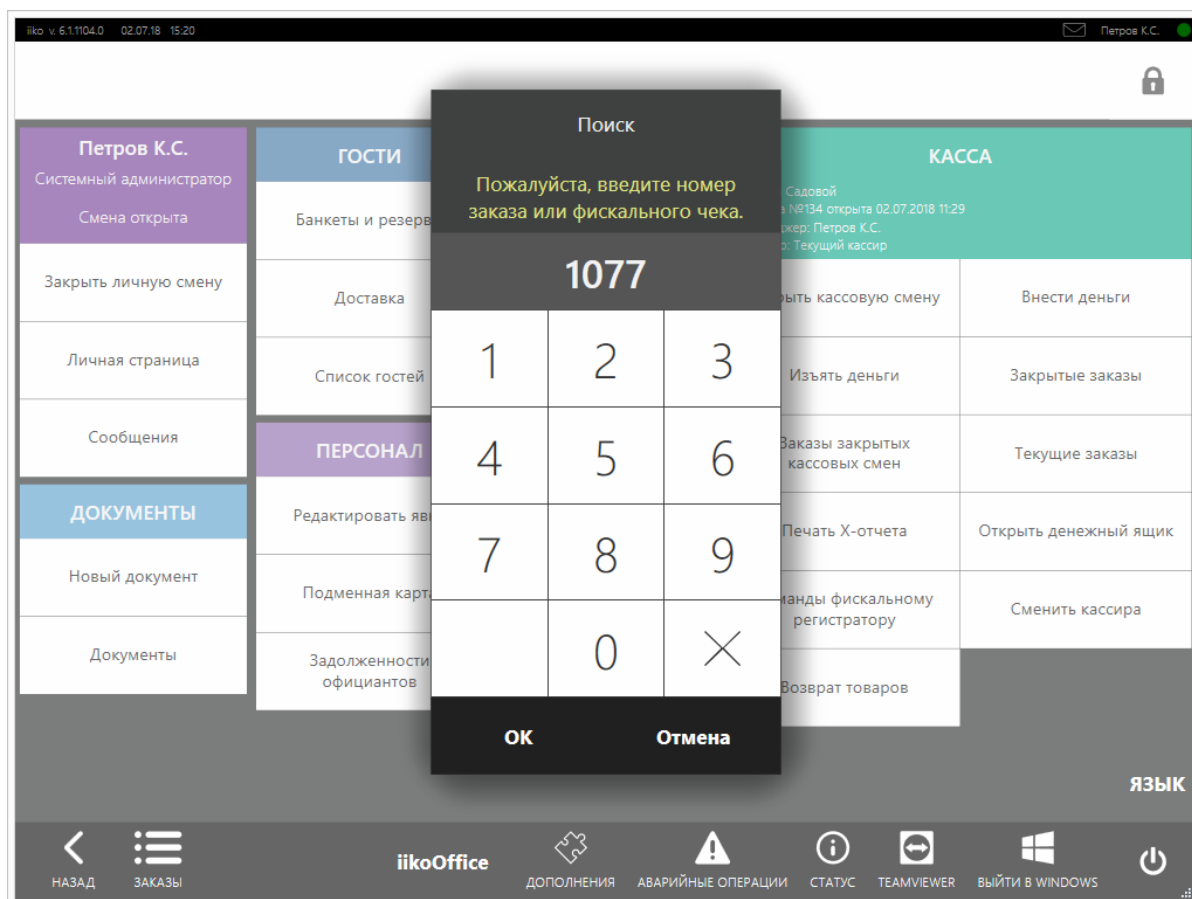 iiko v. 6.1.1104.0 02.07.18 15:20
Петров К.С.
Петров К.С.
Системный администратор
Смена открыта
Закрыть личную смену
Личная страница
Сообщения
ДОКУМЕНТЫ
Новый документ
Документы
ГОСТИ
Банкеты и
Доставка
Список гостей
ПЕРСОНАЛ
Редактировать
Подменная
Задолженности
официантов
Поиск
Пожалуйста, введите номер
заказа или фискального чека.
1077
1 2 3
4 5 6
7 8 9
0
ОК Отмена
КАССА
Садовой
№134 открыта 02.07.2018 11:29
Петров К.С.
Текущий кассир
кассовую смену
Внести деньги
Изъять деньги
Закрытые заказы
Заказы закрытых
кассовых смен
Текущие заказы
Печать Х-отчета
Открыть денежный ящик
фискальному
регистратору
Сменить кассира
Возврат товаров
ЯЗЫК
НАЗАД
ЗАКАЗЫ
iikoOffice
ДОПОЛНЕНИЯ
АВАРИЙНЫЕ ОПЕРАЦИИ
СТАТУС
TEAMVIEWER
ВЫЙТИ В WINDOWS